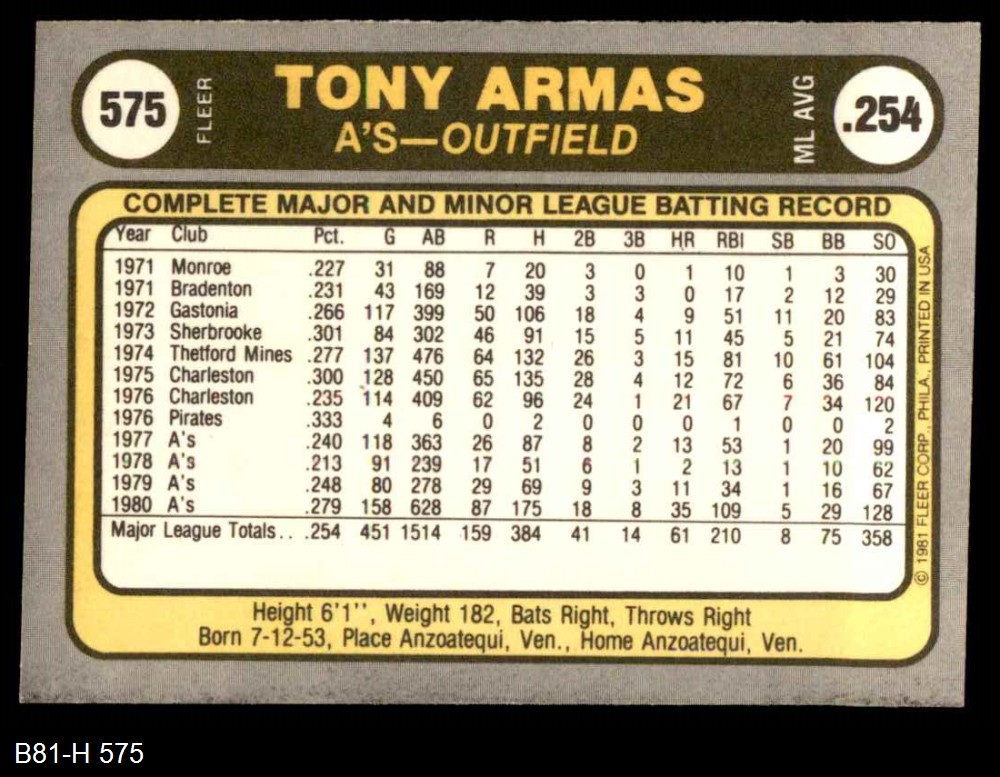 575 FLEER TONY ARMAS ML AVG .254
A'S—OUTFIELD
COMPLETE MAJOR AND MINOR LEAGUE BATTING RECORD
Year Club Pct. G AB R H 2B 3B HR RBI SB BB SO
1971 Monroe .227 31 88 7 20 3 0 1 10 1 3 30
1971 Bradenton .231 43 169 12 39 3 3 0 17 2 12 29
1972 Gastonia .266 117 399 50 106 18 4 9 51 11 20 83
1973 Sherbrooke .301 84 302 46 91 15 5 11 45 5 21 74
1974 Thetford Mines .277 137 476 64 132 26 3 15 81 10 61 104
1975 Charleston .300 128 450 65 135 28 4 12 72 6 36 84
1976 Charleston .235 114 409 62 96 24 1 21 67 7 34 120
1976 Pirates .333 4 6 0 2 0 0 0 1 0 0 2
1977 A's .240 118 363 26 87 8 2 13 53 1 20 99
1978 A's .213 91 239 17 51 6 1 2 13 1 10 62
1979 A's .248 80 278 29 69 9 3 11 34 1 16 67
1980 A's .279 158 628 87 175 18 8 35 109 5 29 128
Major League Totals . . .254 451 1514 159 384 41 14 61 210 8 75 358
© 1981 FLEER CORP., PHILA., PRINTED IN USA
Height 6'1'', Weight 182, Bats Right, Throws Right
Born 7-12-53, Place Anzoatequi, Ven., Home Anzoatequi, Ven.
B81-H 575